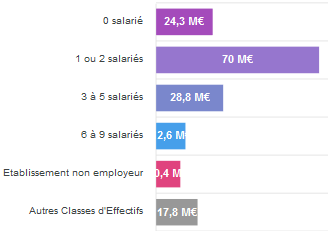 0 salarié 24,3 M€
1 ou 2 salariés 70 M€
3 à 5 salariés 28,8 M€
6 à 9 salariés 2,6 M€
Etablissement non employeur 0,4 M
Autres Classes d'Effectifs 17,8 M€